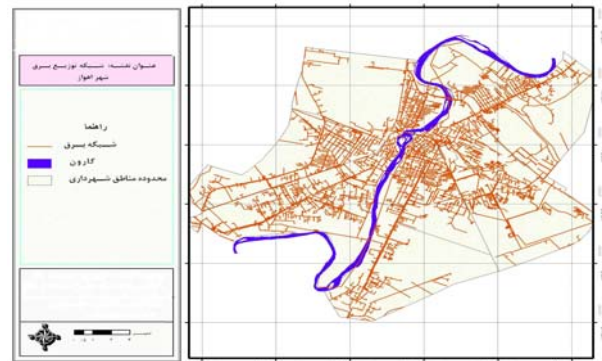 عنوان نقشه: شبکه توزیع برق
شهر اهواز
راهنما
شبکه برق
کارون
محدوده مناطق شهرداری